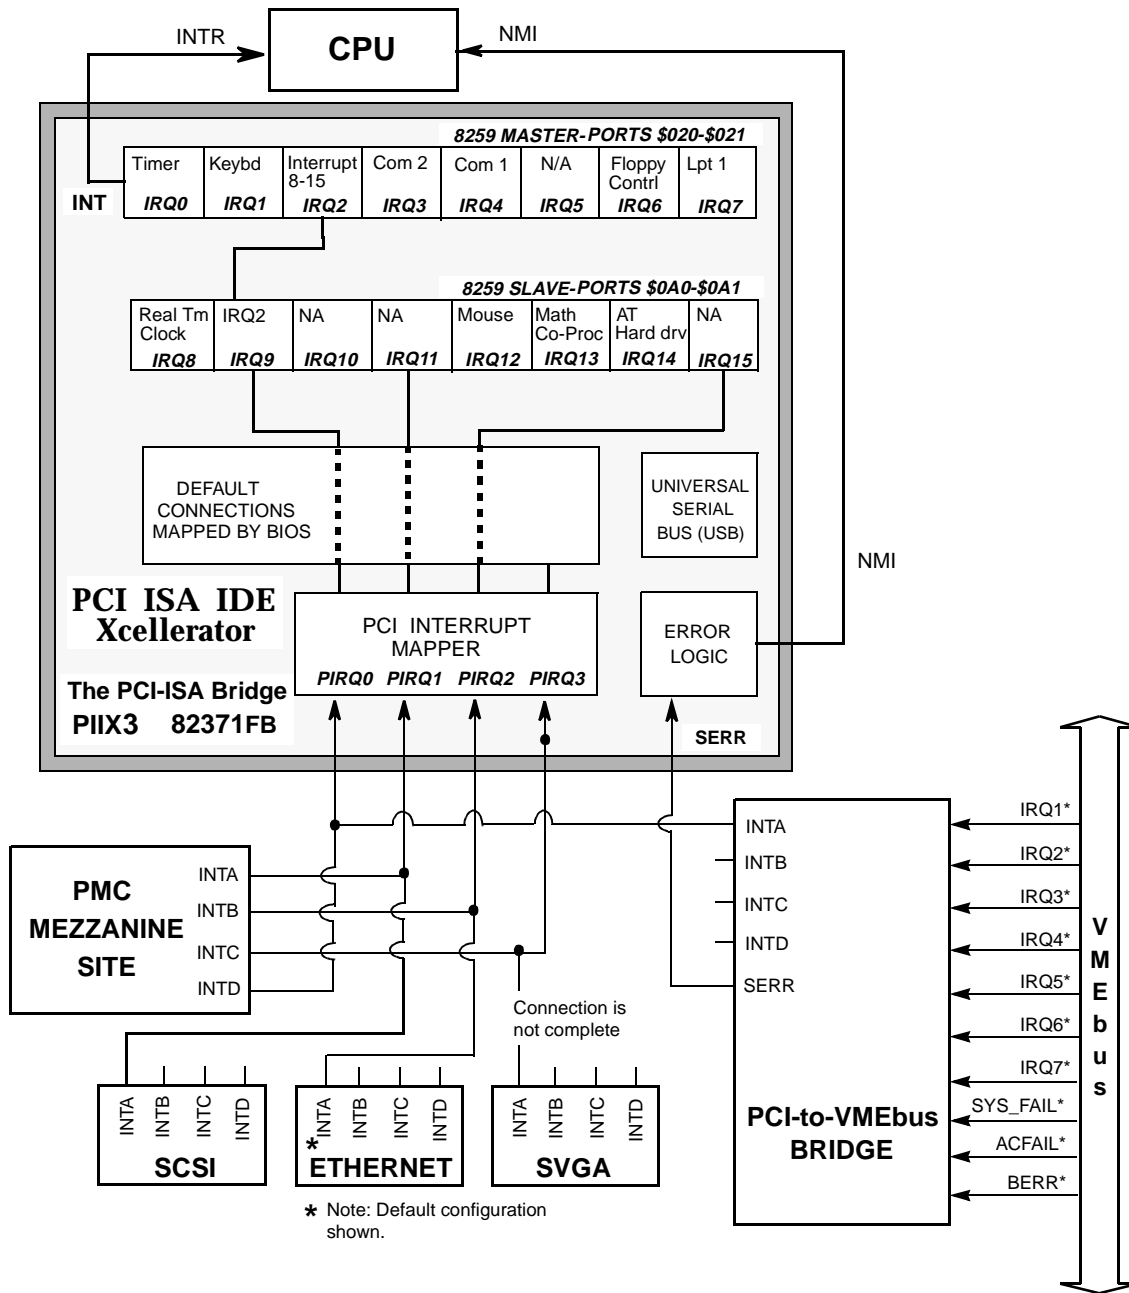 INTR
CPU
NMI
8259 MASTER-PORTS $020-$021
Timer
IRQ0
Keybd
IRQ1
Interrupt
8-15
IRQ2
Com 2
IRQ3
Com 1
IRQ4
N/A
IRQ5
Floppy
Contrl
IRQ6
Lpt 1
IRQ7
INT
8259 SLAVE-PORTS $0A0-$0A1
Real Tm
Clock
IRQ8
IRQ2
IRQ9
NA
IRQ10
NA
IRQ11
Mouse
IRQ12
Math
Co-Proc
IRQ13
AT
Hard drv
IRQ14
NA
IRQ15
DEFAULT
CONNECTIONS
MAPPED BY BIOS
UNIVERSAL
SERIAL
BUS (USB)
NMI
PCI ISA IDE
Xcellerator
PCI INTERRUPT
MAPPER
PIRQ0 PIRQ1 PIRQ2 PIRQ3
ERROR
LOGIC
The PCI-ISA Bridge
PIIX3 82371FB
SERR
PMC
MEZZANINE
SITE
INTA
INTB
INTC
INTD
INTA
INTB
INTC
INTD
SERR
PCI-to-VMEbus
BRIDGE
IRQ1*
IRQ2*
IRQ3*
IRQ4*
IRQ5*
IRQ6*
IRQ7*
SYS_FAIL*
ACFAIL*
BERR*
VMEbus
Connection is
not complete
INTA
INTB
INTC
INTD
SCSI
*
INTA
INTB
INTC
INTD
ETHERNET
INTA
INTB
INTC
INTD
SVGA
* Note: Default configuration
shown.